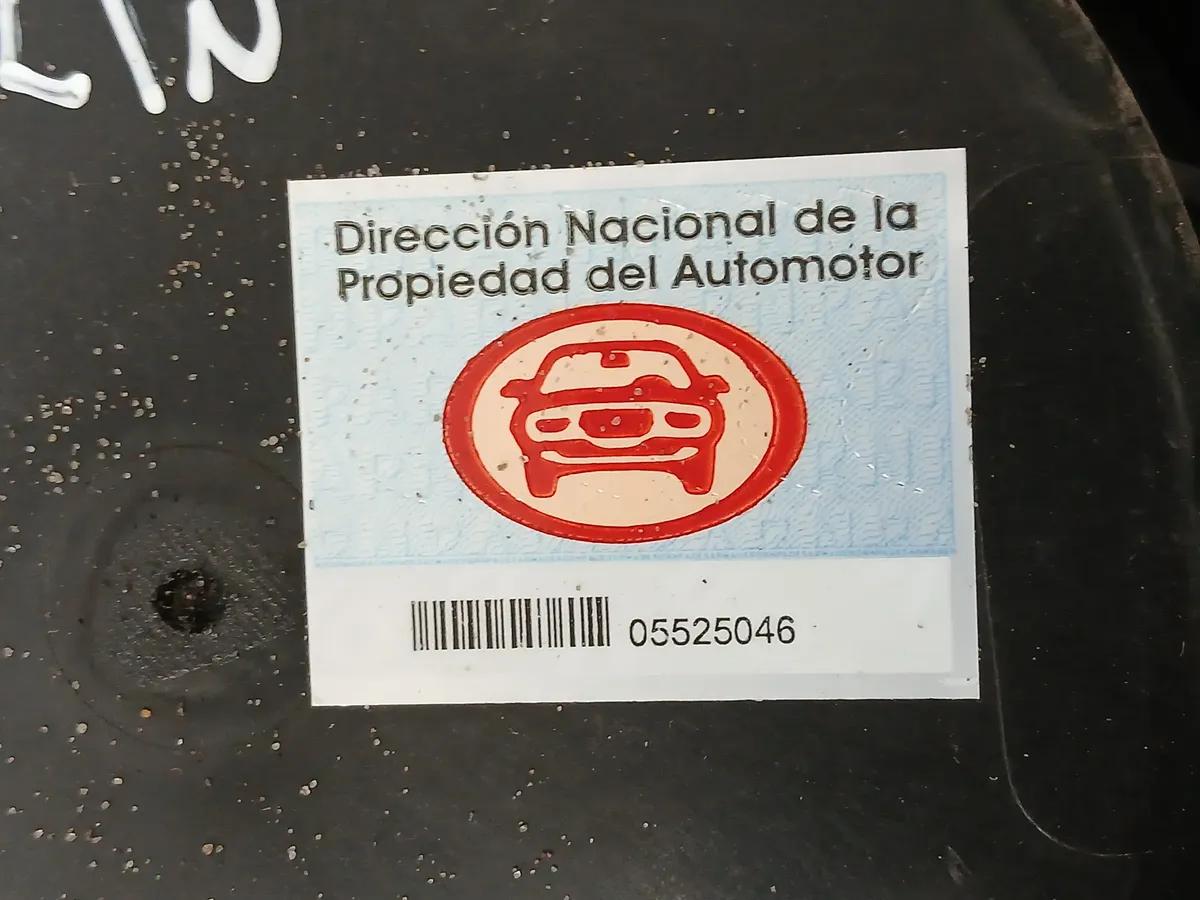 Dirección Nacional de la
Propiedad del Automotor
05525046